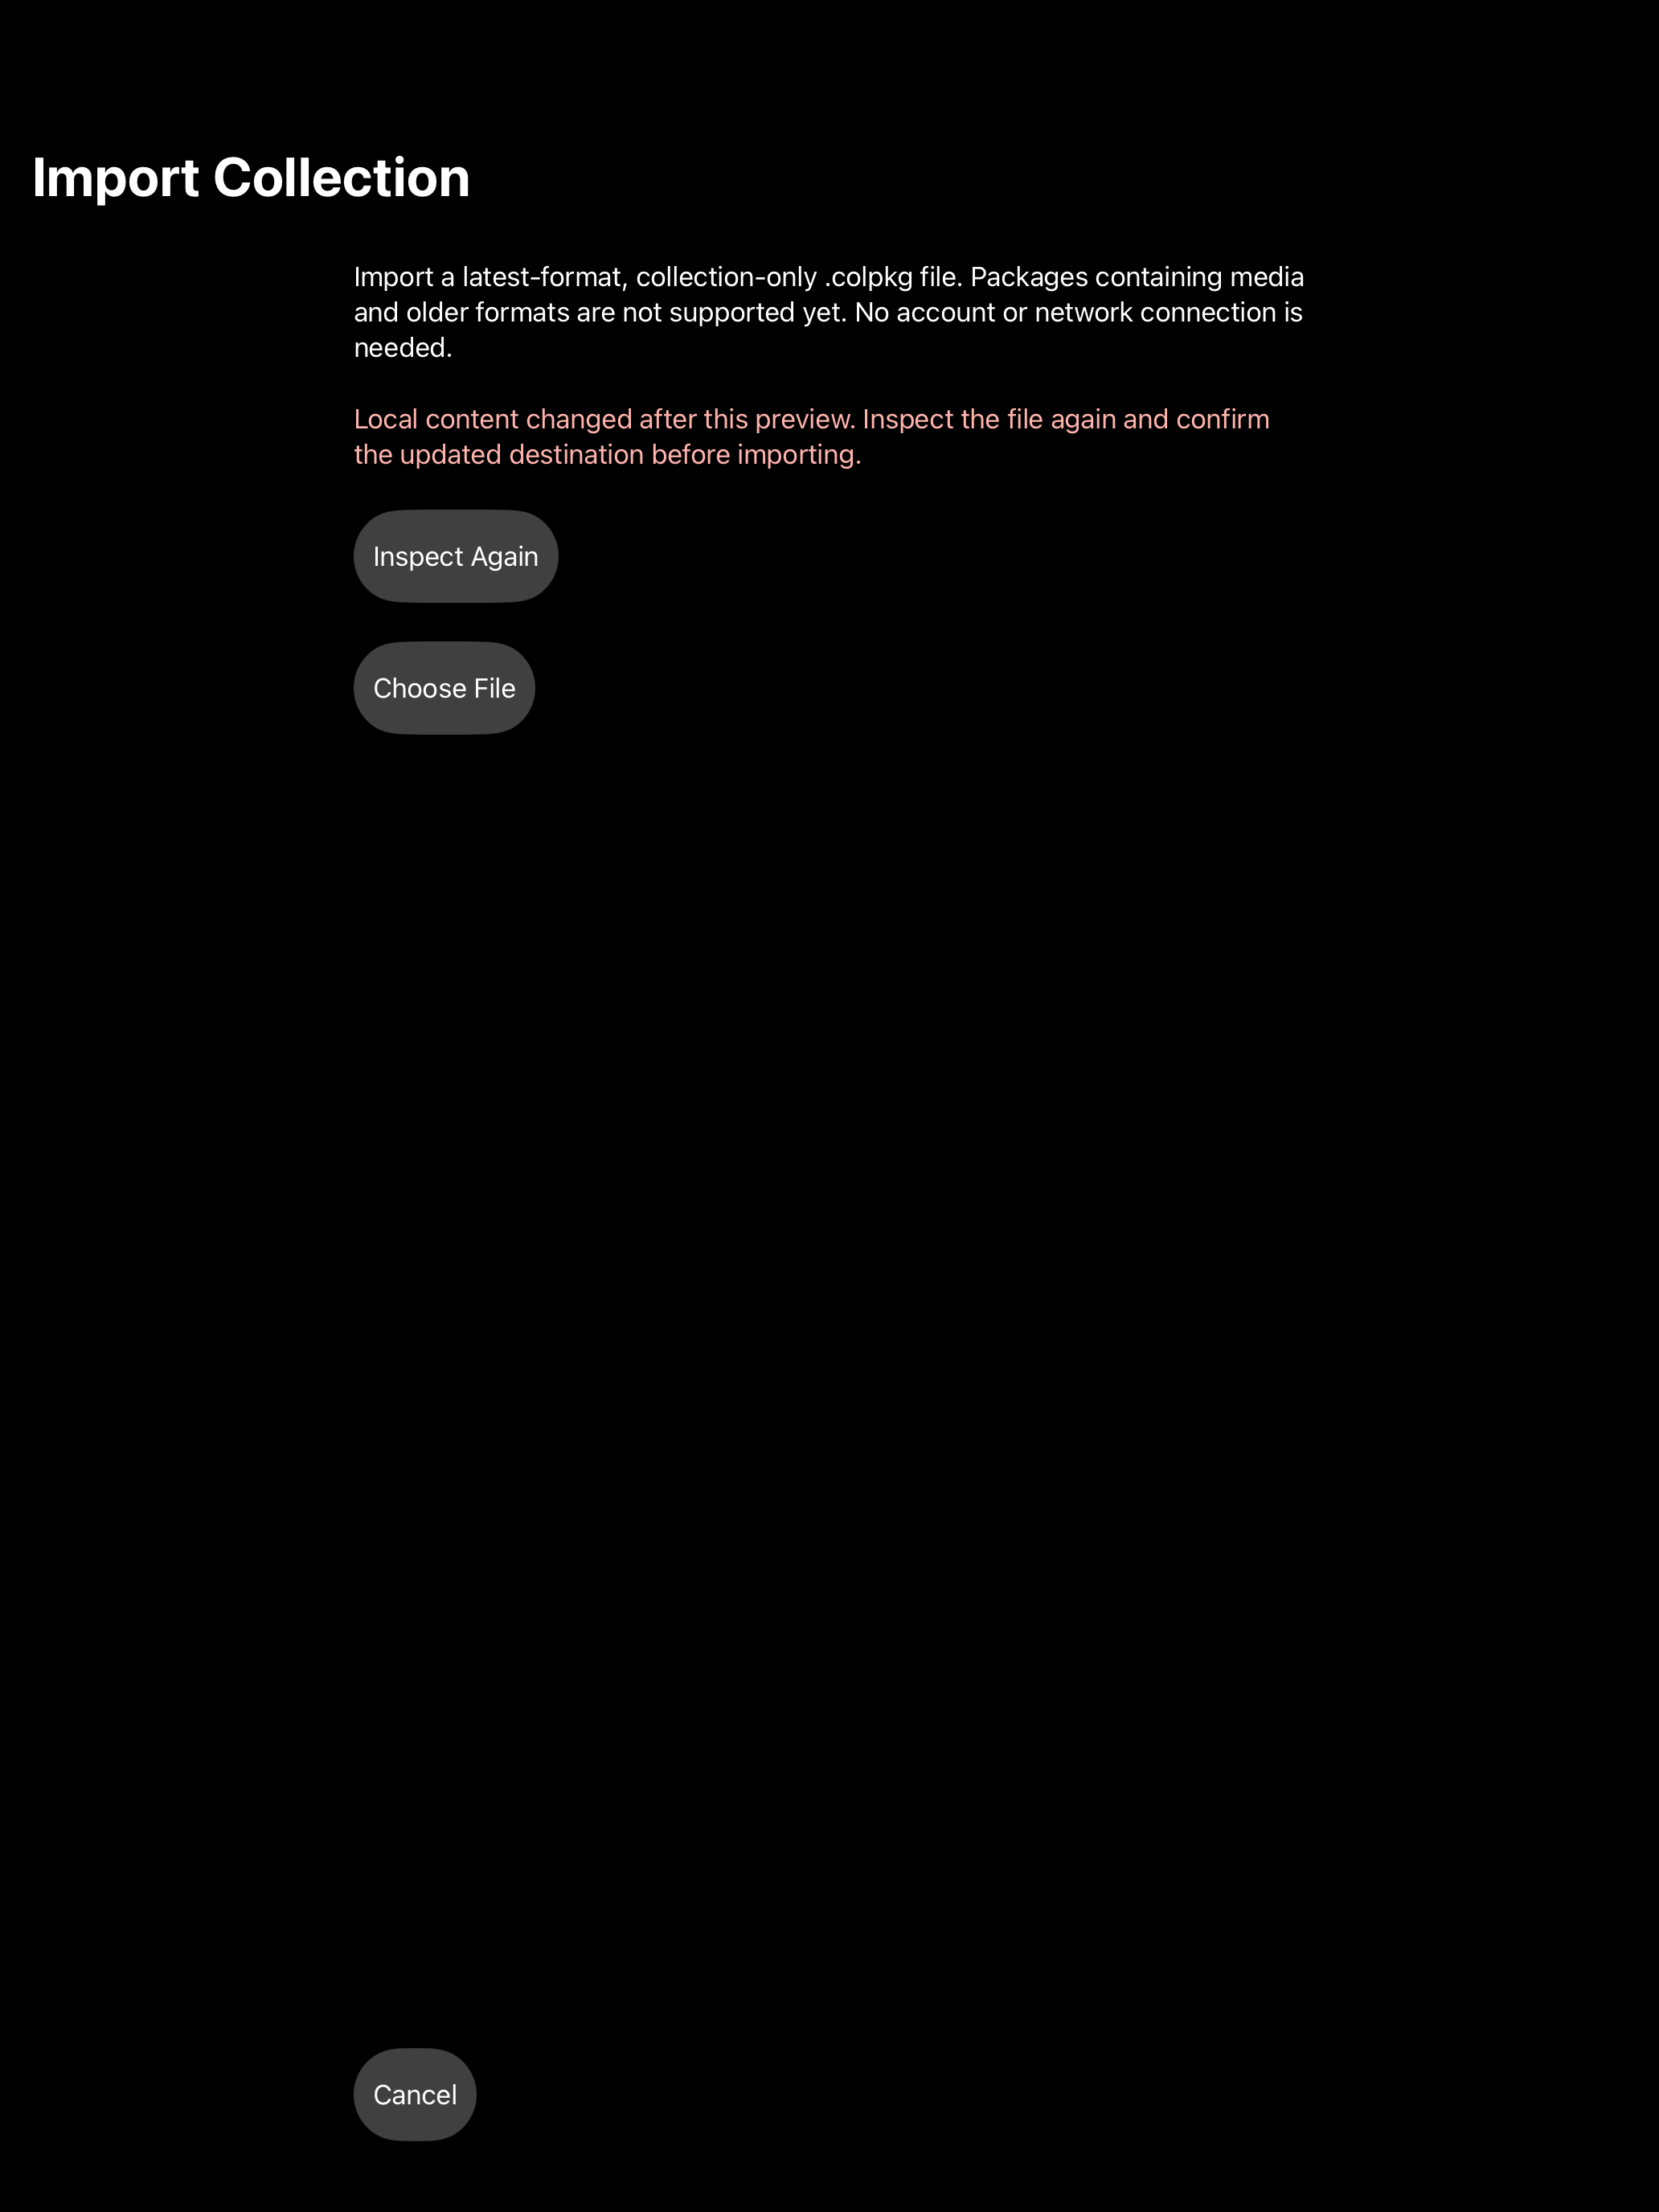 Import Collection
Import a latest-format, collection-only .colpkg file. Packages containing media
and older formats are not supported yet. No account or network connection is
needed.
Local content changed after this preview. Inspect the file again and confirm
the updated destination before importing.
Inspect Again
Choose File
Cancel